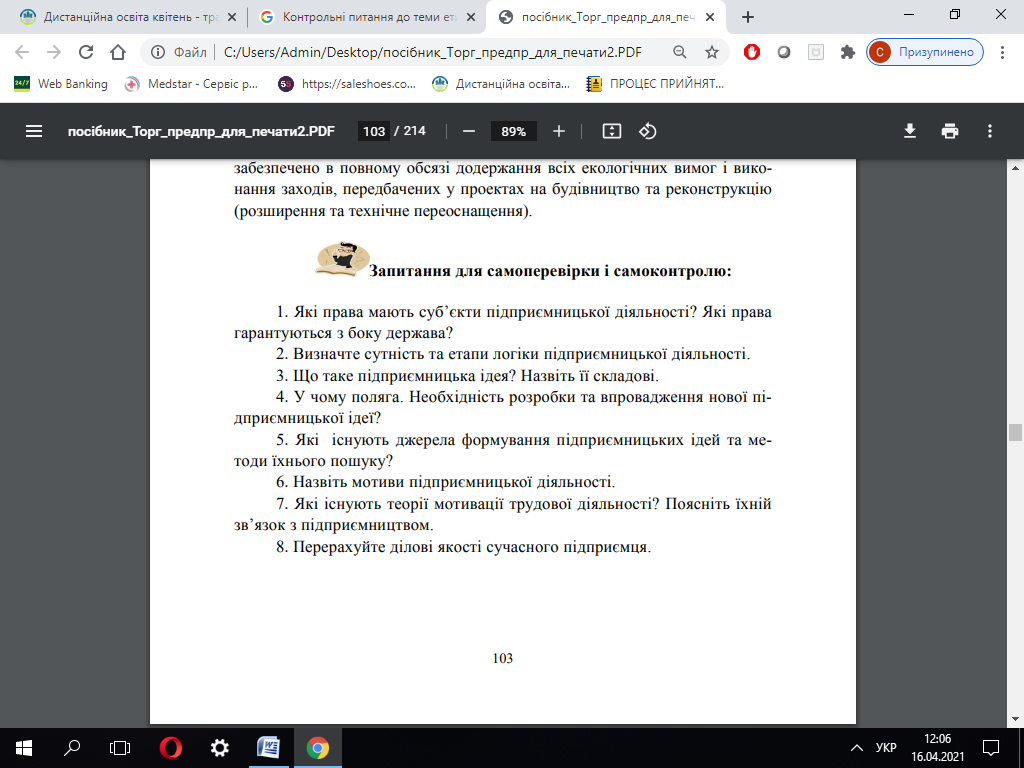 Дистанційна освіта квітень - тра
Контрольні питання до теми ет
посібник_Торг_предпр_для_печ
Файл
C:/Users/Admin/Desktop/посібник_Торг_предпр_для_печати2.PDF
С
Призупинено
24/7 Web Banking
Medstar - Сервіс р...
SS https://saleshoes.co...
Дистанційна освіта...
ПРОЦЕС ПРИЙНЯТ...
посібник_Торг_предпр_для_печати2.PDF
103 / 214
89%
забезпечено в повному обсязі додержання всіх екологічних вимог і вико-
нання заходів, передбачених у проектах на будівництво та реконструкцію
(розширення та технічне переоснащення).
Запитання для самоперевірки і самоконтролю:
1. Які права мають суб’єкти підприємницької діяльності? Які права
гарантуються з боку держава?
2. Визначте сутність та етапи логіки підприємницької діяльності.
3. Що таке підприємницька ідея? Назвіть її складові.
4. У чому поляга. Необхідність розробки та впровадження нової пі-
дприємницької ідеї?
5. Які існують джерела формування підприємницьких ідей та ме-
тоди їхнього пошуку?
6. Назвіть мотиви підприємницької діяльності.
7. Які існують теорії мотивації трудової діяльності? Поясніть їхній
зв’язок з підприємництвом.
8. Перерахуйте ділові якості сучасного підприємця.
103
УКР
12:06
16.04.2021